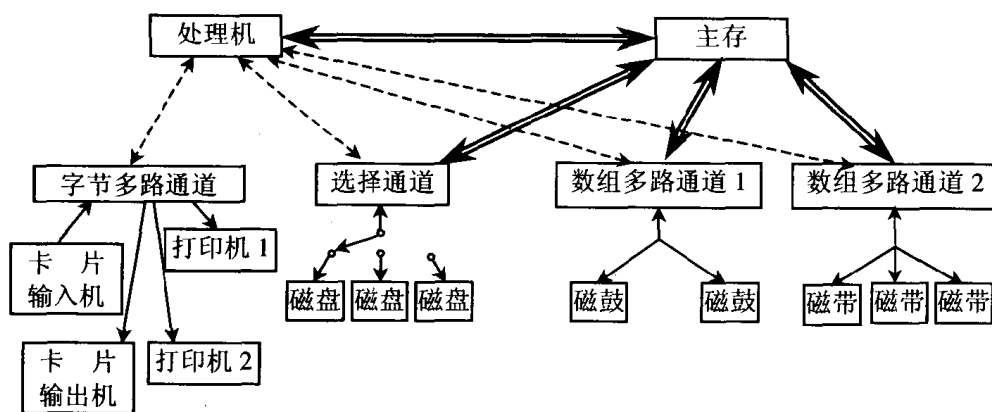 处理机
主存
字节多路通道
选择通道
数组多路通道 1
数组多路通道 2
卡 片
输入机
打印机 1
磁盘
磁盘
磁盘
磁鼓
磁鼓
磁带
磁带
磁带
卡 片
输出机
打印机 2